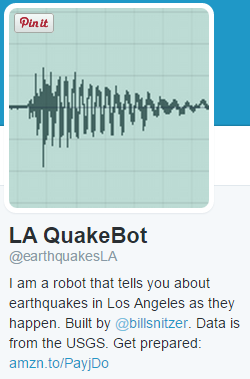 Pin it
LA QuakeBot
@earthquakesLA
I am a robot that tells you about
earthquakes in Los Angeles as they
happen. Built by @billsnitzer. Data is
from the USGS. Get prepared:
amzn.to/PayjDo